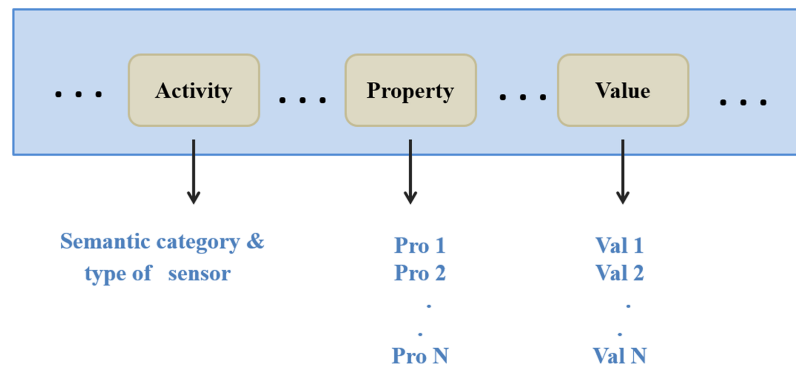 . . . Activity . . . Property . . . Value . . .
Semantic category &
type of sensor
Pro 1
Pro 2
.
.
Pro N
Val 1
Val 2
.
.
Val N